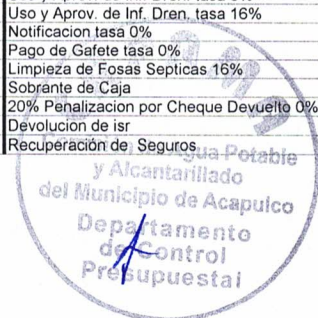 Uso y Aprov. de Inf. Dren. tasa 16%
Notificacion tasa 0%
Pago de Gafete tasa 0%
Limpieza de Fosas Septicas 16%
Sobrante de Caja
20% Penalizacion por Cheque Devuelto 0%
Devolucion de isr
Recuperación de Seguros
Agua Potable
y Alcantarillado
del Municipio de Acapulco
Departamento
de Control
Presupuestal